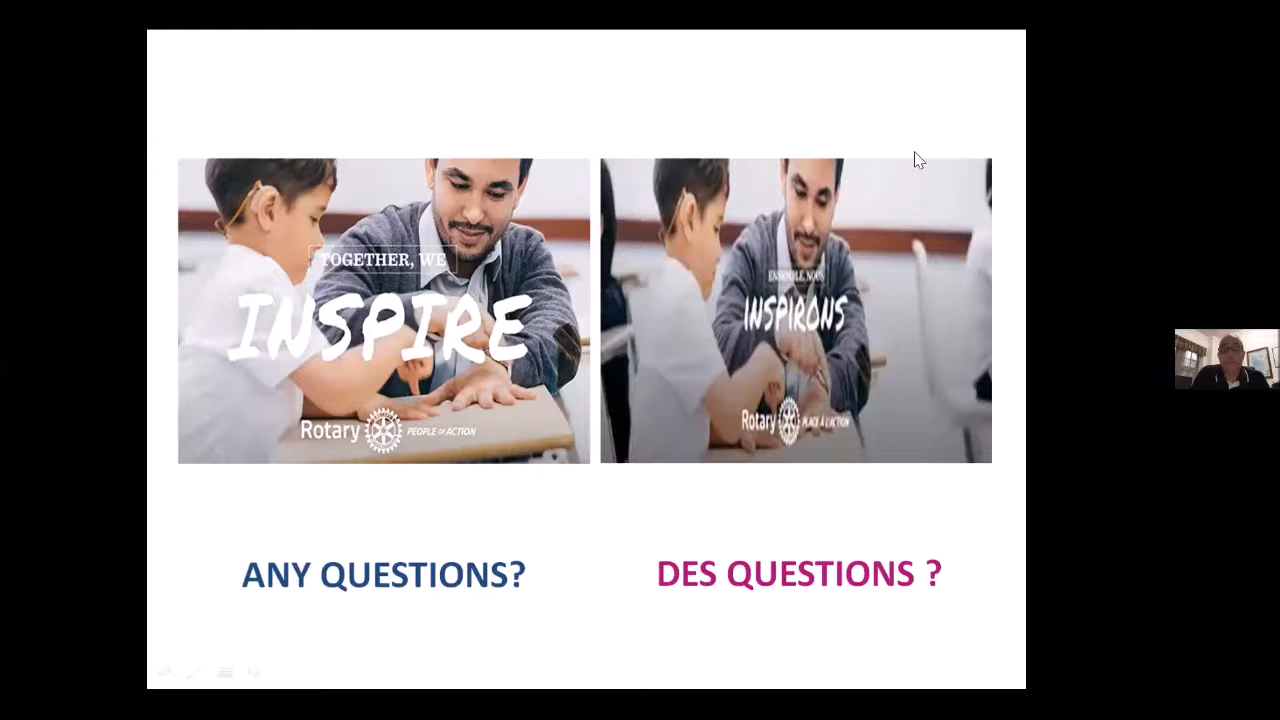 TOGETHER, WE
INSPIRE
Rotary PEOPLE OF ACTION
ENSEMBLE, NOUS
INSPIRONS
Rotary PLACE À L'ACTION
ANY QUESTIONS?
DES QUESTIONS ?